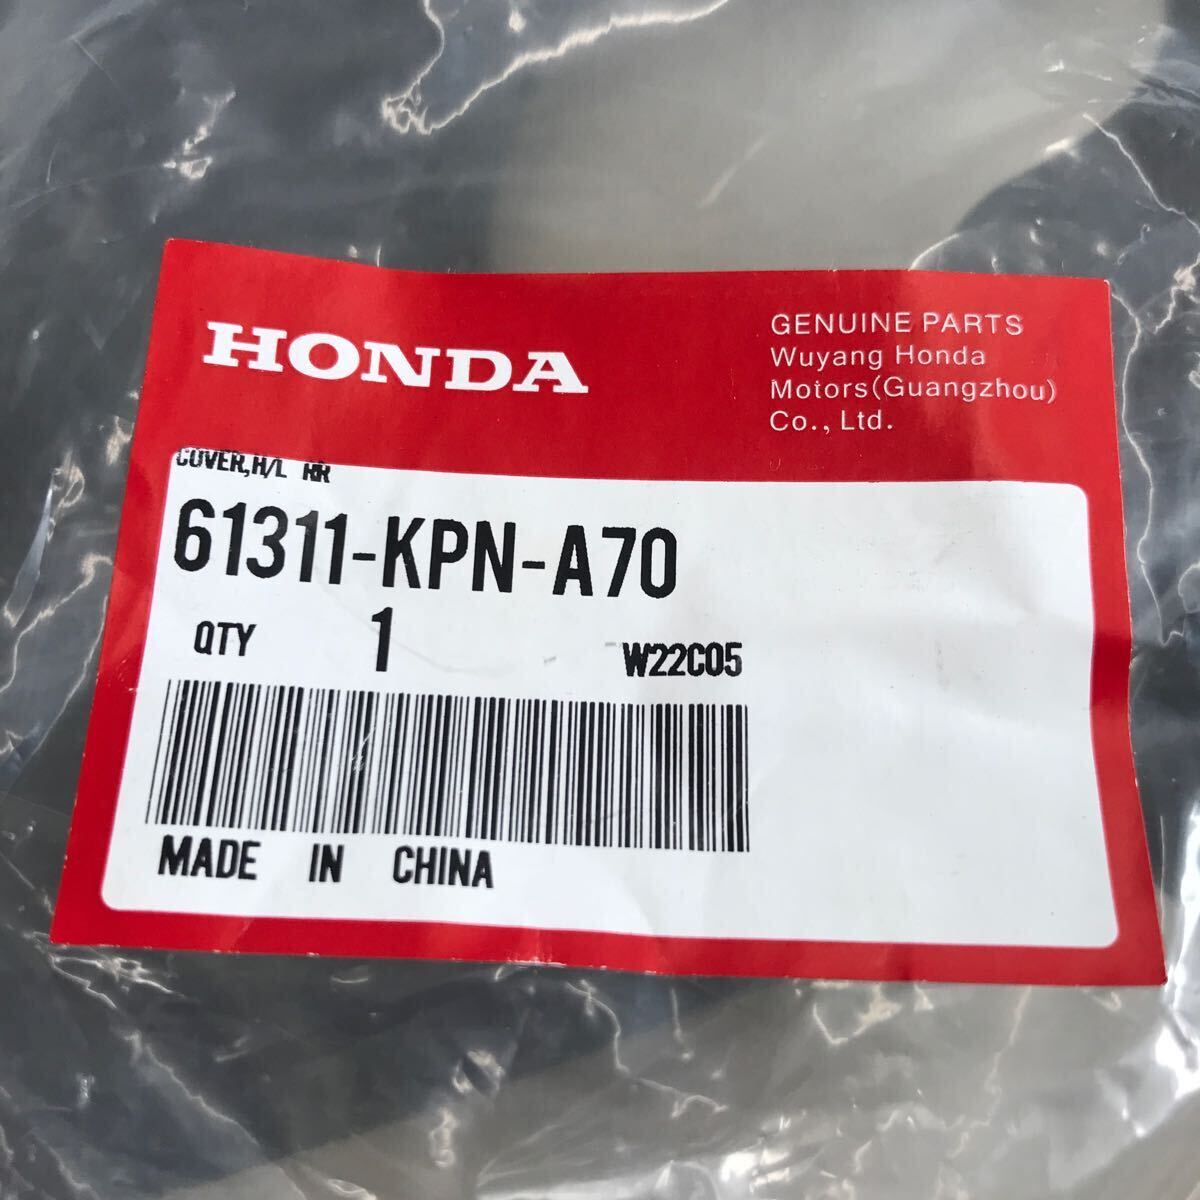 HONDA
GENUINE PARTS
Wuyang Honda
Motors(Guangzhou)
Co., Ltd.
COVER,H/L RR
61311-KPN-A70
QTY 1 W22C05
MADE IN CHINA